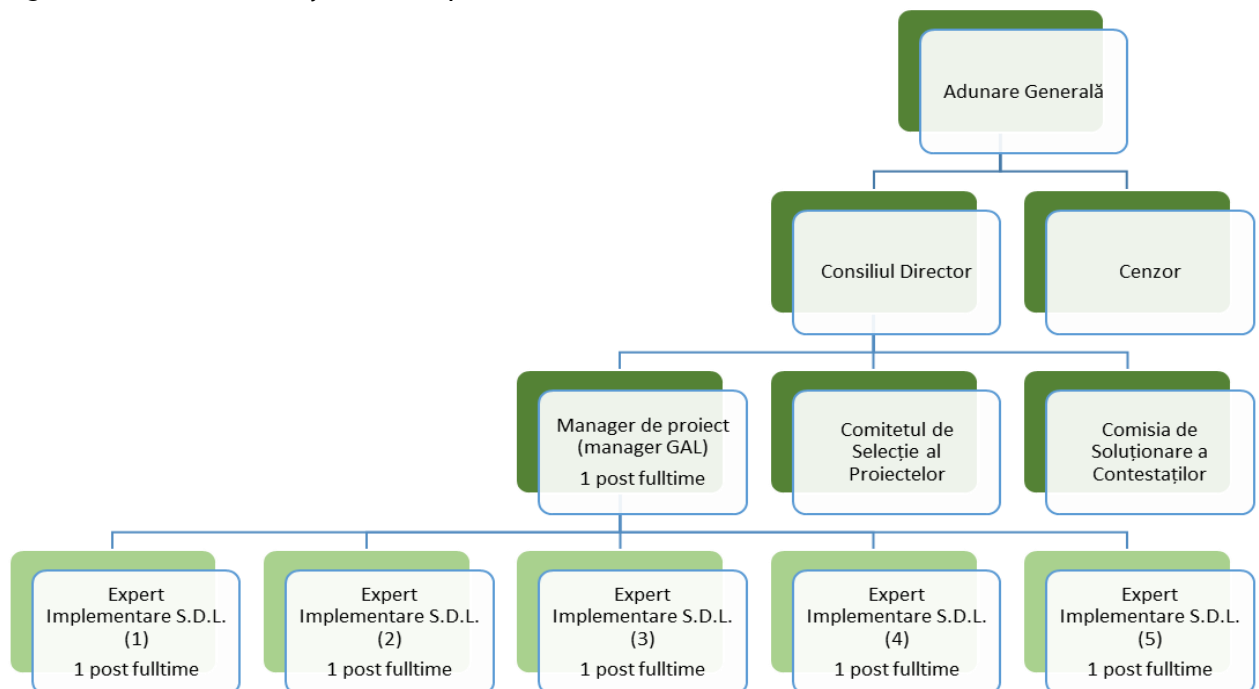 Adunare Generală
Consiliul Director
Cenzor
Manager de proiect
(manager GAL)
1 post fulltime
Comitetul de
Selecție al
Proiectelor
Comisia de
Soluționare a
Contestațiilor
Expert
Implementare S.D.L.
(1)
1 post fulltime
Expert
Implementare S.D.L.
(2)
1 post fulltime
Expert
Implementare S.D.L.
(3)
1 post fulltime
Expert
Implementare S.D.L.
(4)
1 post fulltime
Expert
Implementare S.D.L.
(5)
1 post fulltime